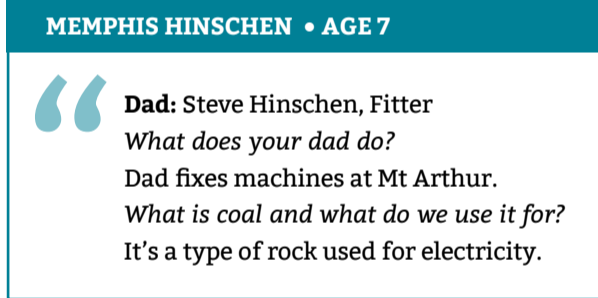 MEMPHIS HINSCHEN • AGE 7
“
Dad: Steve Hinschen, Fitter
What does your dad do?
Dad fixes machines at Mt Arthur.
What is coal and what do we use it for?
It’s a type of rock used for electricity.